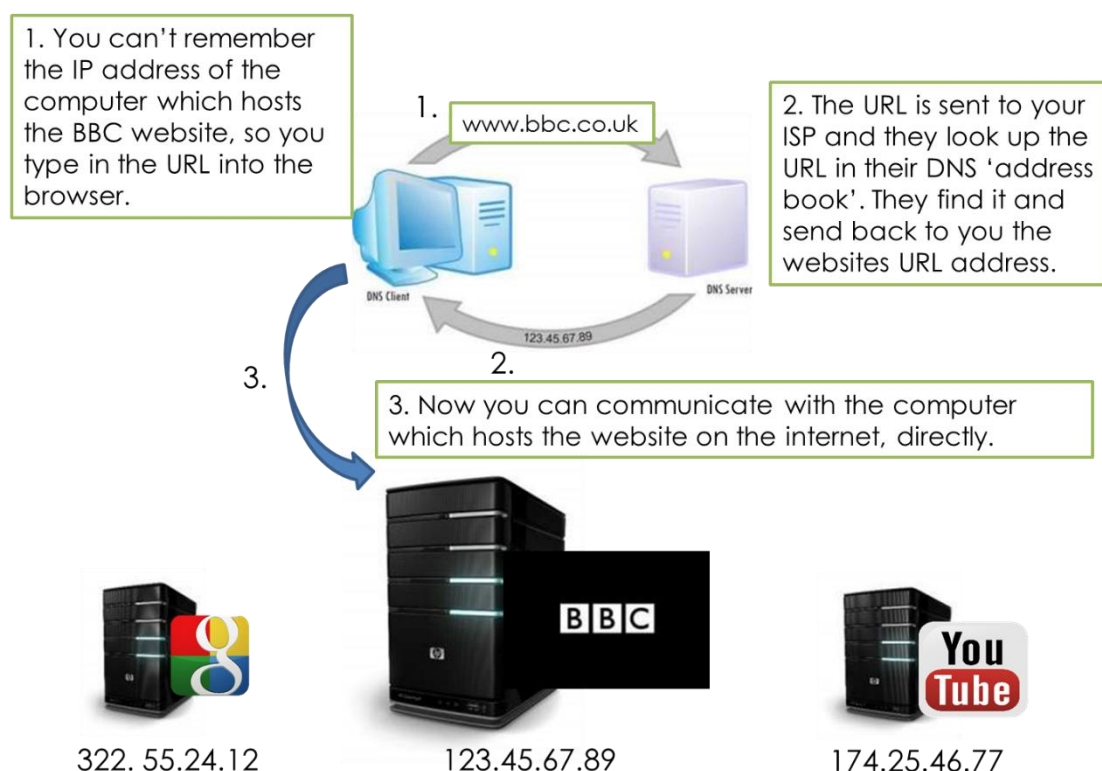 1. You can't remember
the IP address of the
computer which hosts
the BBC website, so you
type in the URL into the
browser.
1.
www.bbc.co.uk
2. The URL is sent to your
ISP and they look up the
URL in their DNS 'address
book'. They find it and
send back to you the
websites URL address.
DNS Client
DNS Server
123.45.67.89
2.
3.
3. Now you can communicate with the computer
which hosts the website on the internet, directly.
g
hp
BBC
You
Tube
322. 55.24.12
123.45.67.89
174.25.46.77